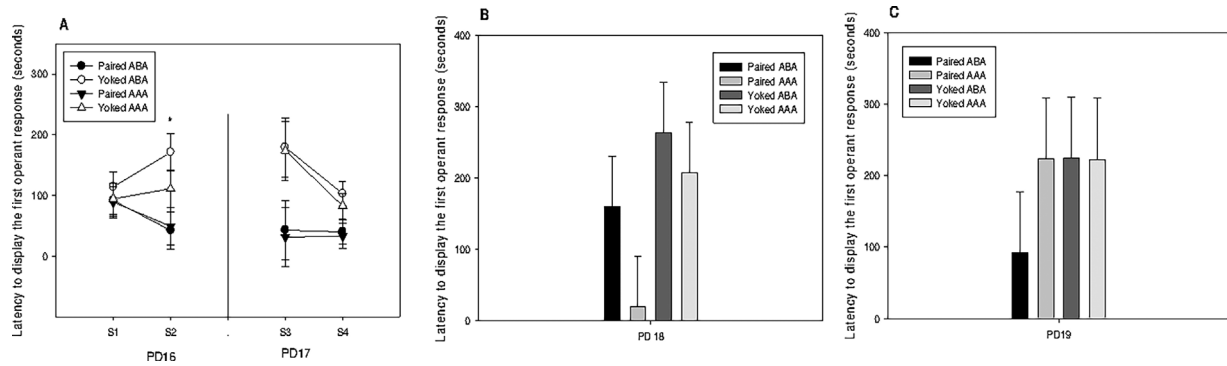 A
Latency to display the first operant response (seconds)
300
200
100
0
Paired ABA
Yoked ABA
Paired AAA
Yoked AAA
*
S1
S2
S3
S4
PD16
PD17
B
Latency to display the first operant response (seconds)
400
300
200
100
0
Paired ABA
Paired AAA
Yoked ABA
Yoked AAA
PD 18
C
Latency to display the first operant response (seconds)
400
300
200
100
0
Paired ABA
Paired AAA
Yoked ABA
Yoked AAA
PD19